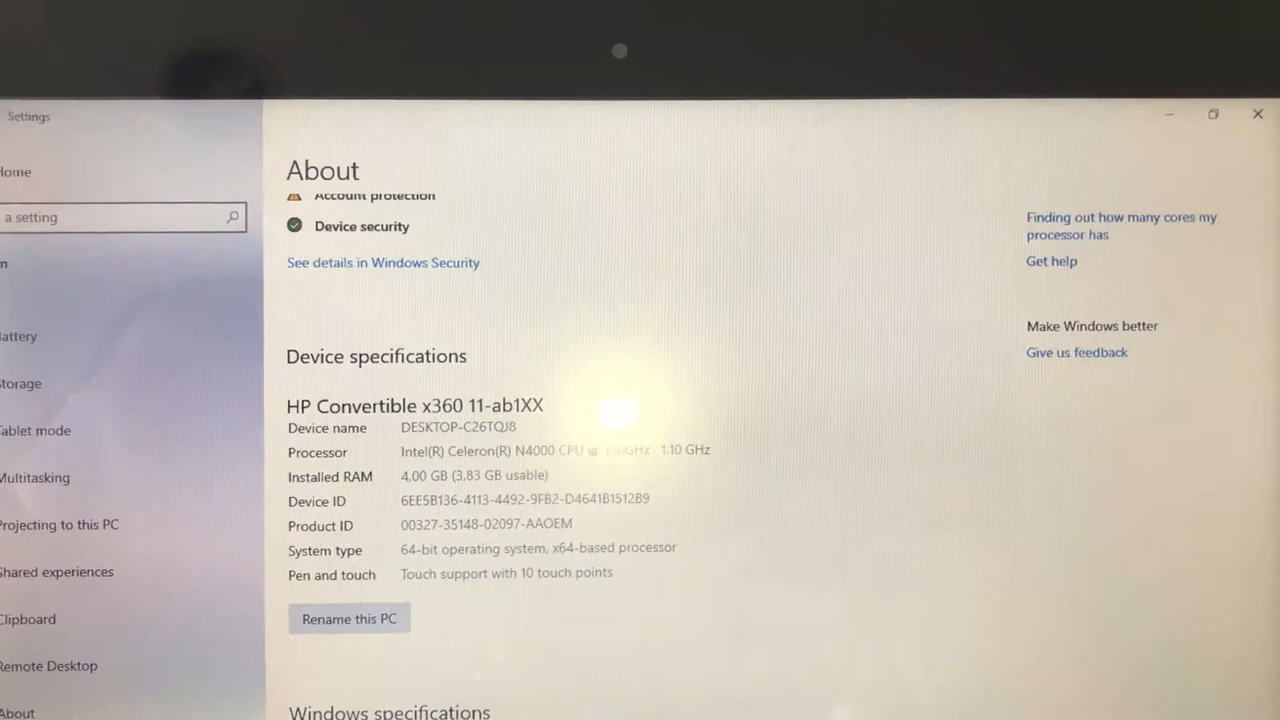 Settings
Home
a setting
Battery
Storage
Tablet mode
Multitasking
Projecting to this PC
Shared experiences
Clipboard
Remote Desktop
About
About
Account protection
Device security
See details in Windows Security
Device specifications
HP Convertible x360 11-ab1XX
Device name DESKTOP-C26TQJ8
Processor Intel(R) Celeron(R) N4000 CPU @ 1.10GHz 1.10 GHz
Installed RAM 4,00 GB (3,83 GB usable)
Device ID 6EE5B136-4113-4492-9FB2-D4641B1512B9
Product ID 00327-35148-02097-AAOEM
System type 64-bit operating system, x64-based processor
Pen and touch Touch support with 10 touch points
Rename this PC
Windows specifications
Finding out how many cores my
processor has
Get help
Make Windows better
Give us feedback